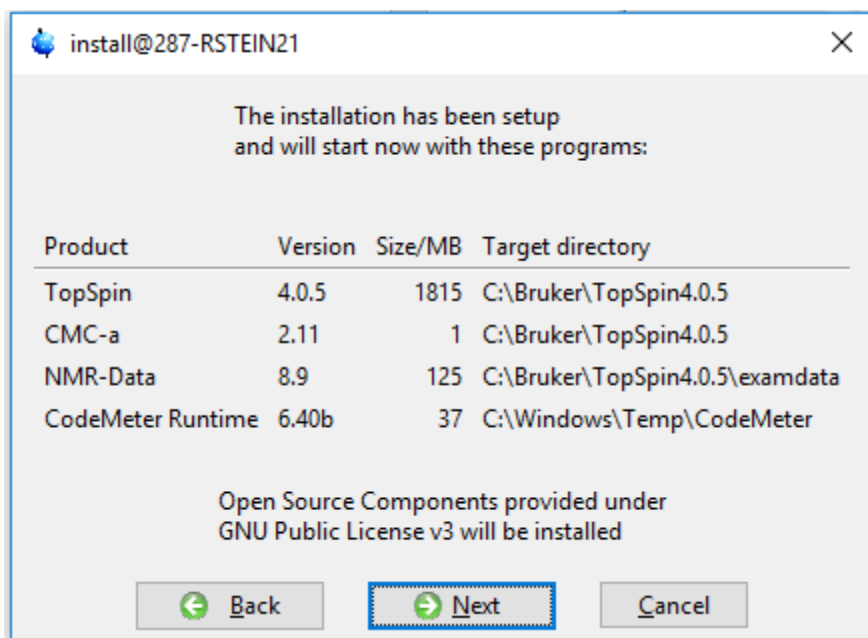 install@287-RSTEIN21
The installation has been setup
and will start now with these programs:
Product Version Size/MB Target directory
TopSpin 4.0.5 1815 C:\Bruker\TopSpin4.0.5
CMC-a 2.11 1 C:\Bruker\TopSpin4.0.5
NMR-Data 8.9 125 C:\Bruker\TopSpin4.0.5\examdata
CodeMeter Runtime 6.40b 37 C:\Windows\Temp\CodeMeter
Open Source Components provided under
GNU Public License v3 will be installed
Back Next Cancel